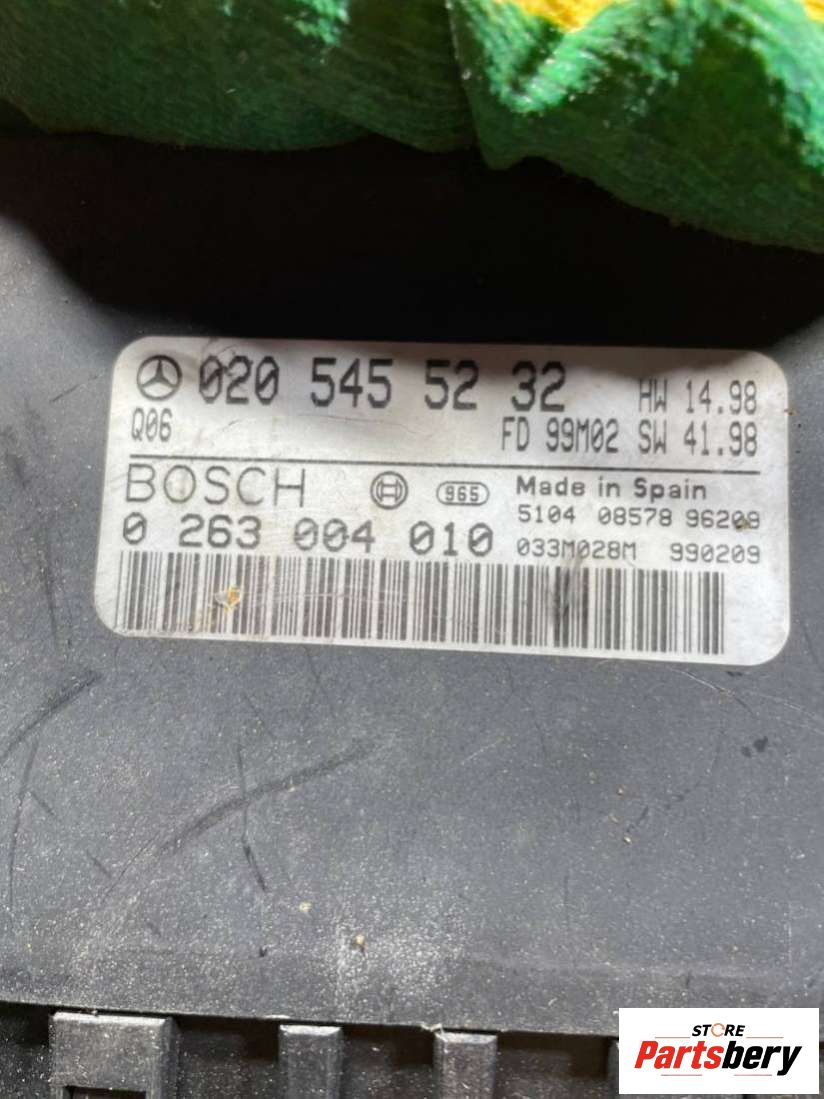 020 545 52 32 HW 14.98
Q06 FD 99M02 SW 41.98
BOSCH 965 Made in Spain
5104 08578 96209
0 263 004 010 033M028M 990209
STORE
Partsbery